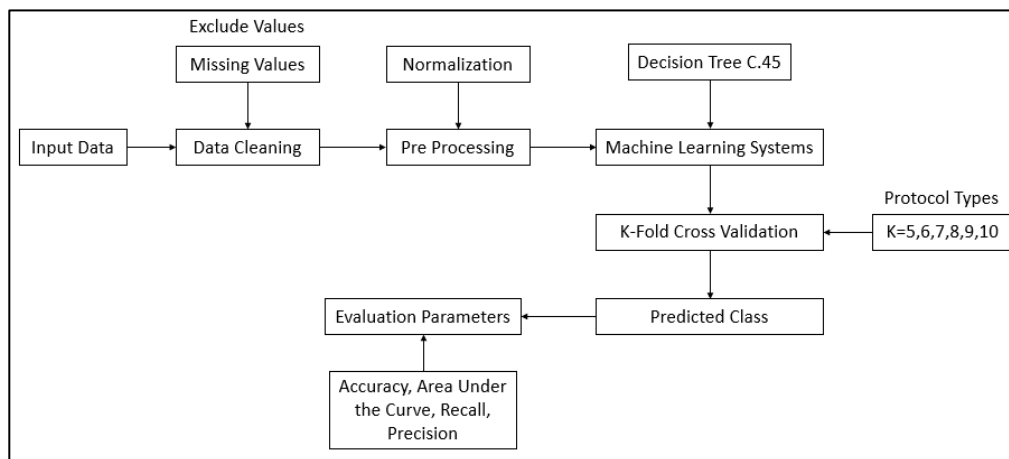 Exclude Values
Missing Values
Normalization
Decision Tree C.45
Input Data
Data Cleaning
Pre Processing
Machine Learning Systems
Protocol Types
K-Fold Cross Validation
K=5,6,7,8,9,10
Evaluation Parameters
Predicted Class
Accuracy, Area Under
the Curve, Recall,
Precision